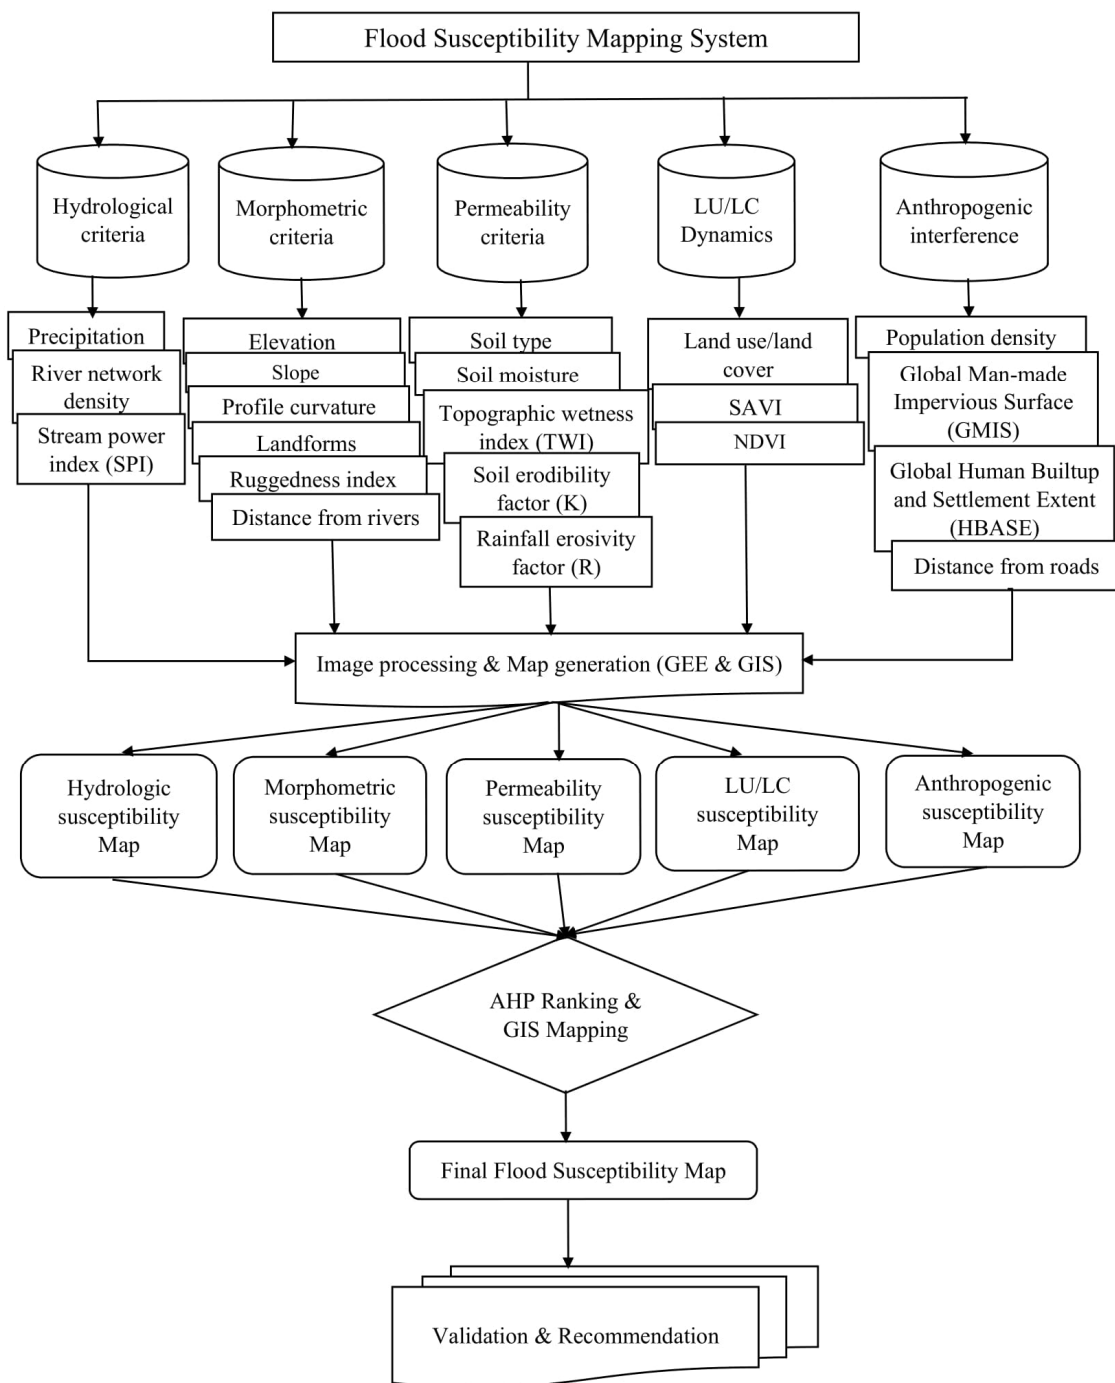 Flood Susceptibility Mapping System
Hydrological
criteria
Morphometric
criteria
Permeability
criteria
LU/LC
Dynamics
Anthropogenic
interference
Precipitation
River network
density
Stream power
index (SPI)
Elevation
Slope
Profile curvature
Landforms
Ruggedness index
Distance from rivers
Soil type
Soil moisture
Topographic wetness
index (TWI)
Soil erodibility
factor (K)
Rainfall erosivity
factor (R)
Land use/land
cover
SAVI
NDVI
Population density
Global Man-made
Impervious Surface
(GMIS)
Global Human Builtup
and Settlement Extent
(HBASE)
Distance from roads
Image processing & Map generation (GEE & GIS)
Hydrologic
susceptibility
Map
Morphometric
susceptibility
Map
Permeability
susceptibility
Map
LU/LC
susceptibility
Map
Anthropogenic
susceptibility
Map
AHP Ranking &
GIS Mapping
Final Flood Susceptibility Map
Validation & Recommendation